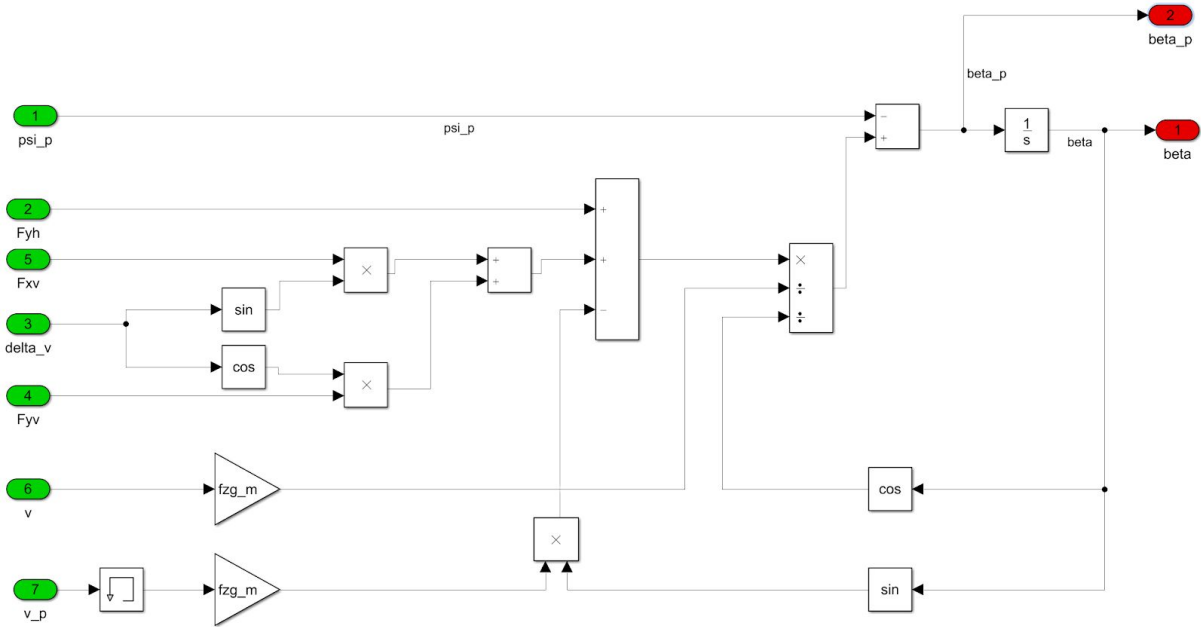 2
beta_p
beta_p
1
psi_p
psi_p
−
+
1
s
beta
1
beta
2
Fyh
+
5
Fxv
×
+
+
+
×
÷
÷
sin
−
3
delta_v
cos
×
4
Fyv
6
v
fzg_m
cos
×
7
v_p
fzg_m
sin